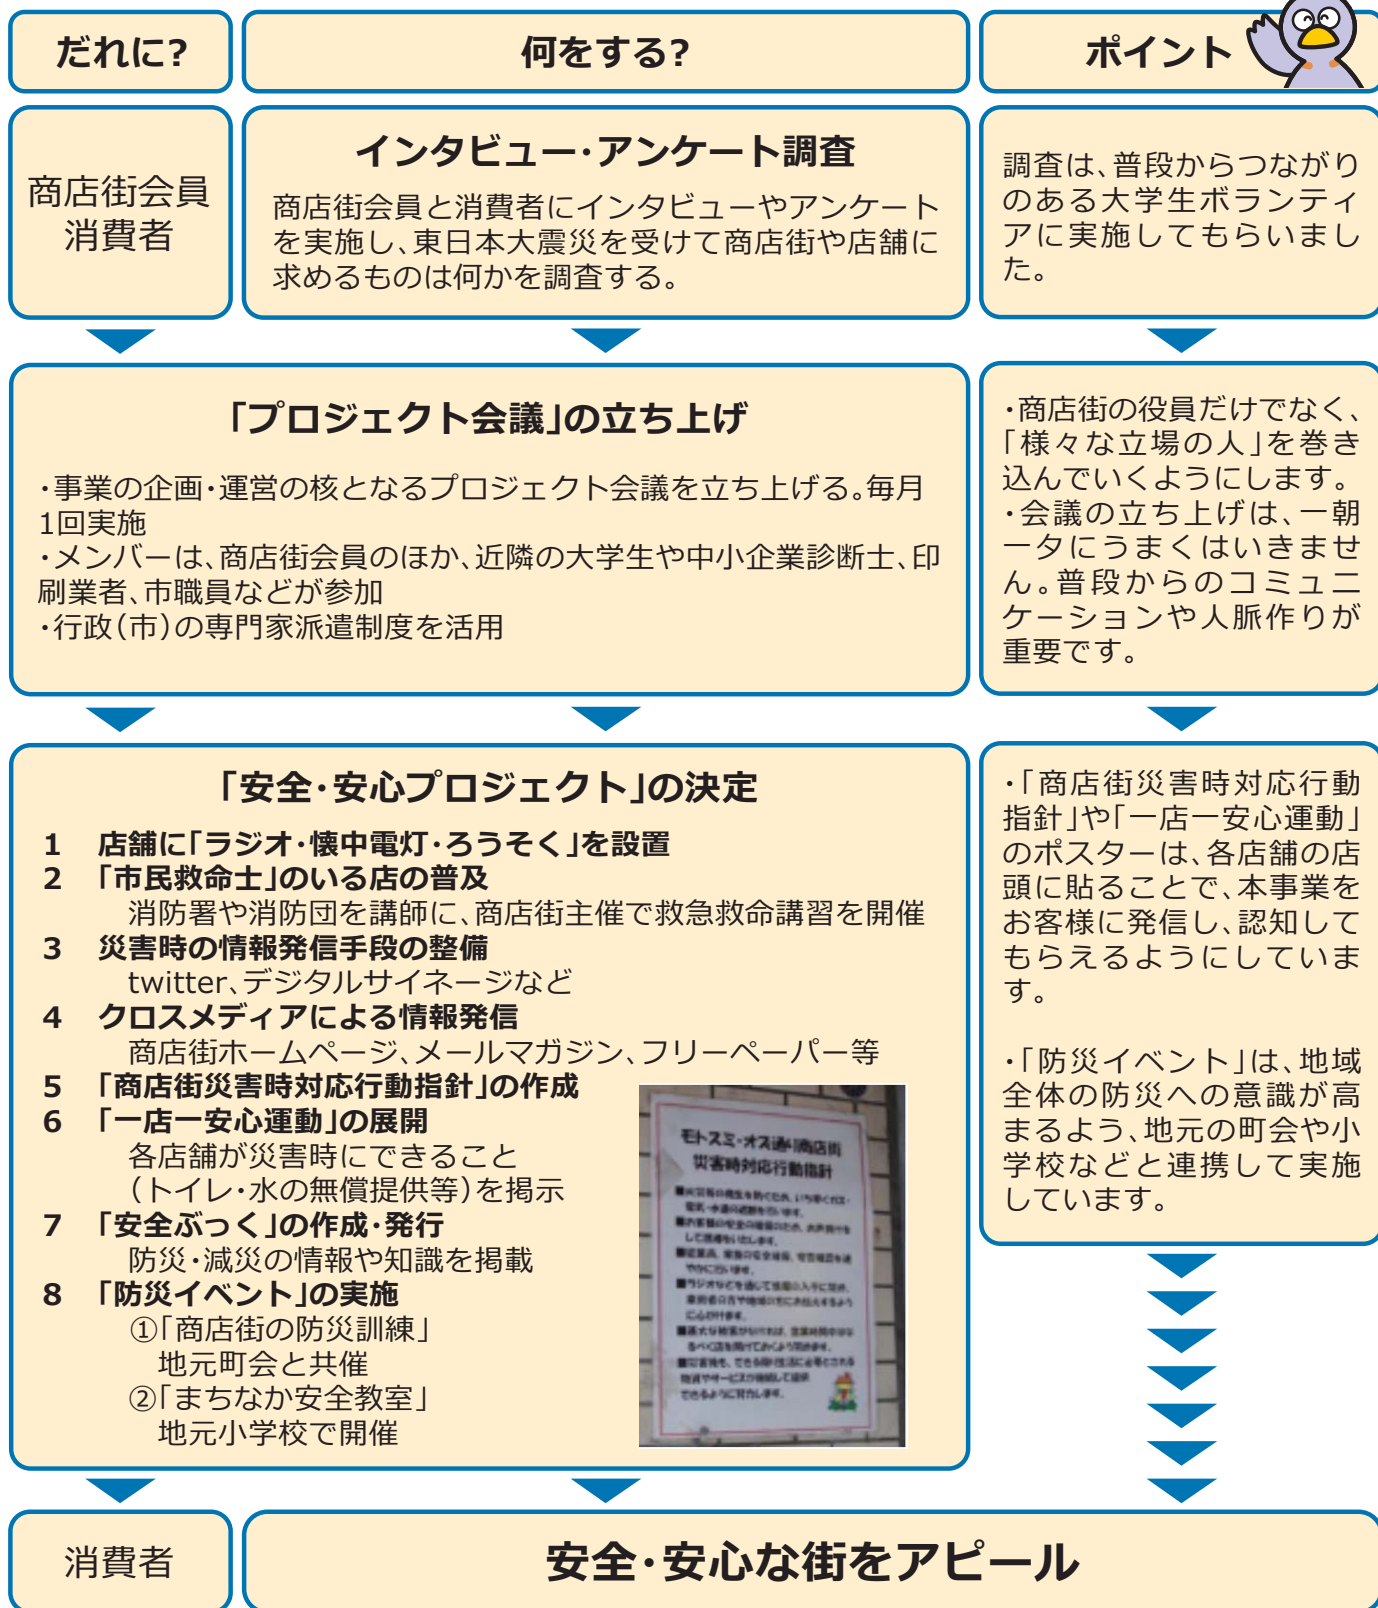 だれに?
何をする?
ポイント
商店街会員
消費者
インタビュー･アンケート調査
商店街会員と消費者にインタビューやアンケート
を実施し､東日本大震災を受けて商店街や店舗に
求めるものは何かを調査する｡
調査は､普段からつながり
のある大学生ボランティ
アに実施してもらいまし
た｡
｢プロジェクト会議｣の立ち上げ
･事業の企画･運営の核となるプロジェクト会議を立ち上げる｡毎月
1回実施
･メンバーは､商店街会員のほか､近隣の大学生や中小企業診断士､印
刷業者､市職員などが参加
･行政(市)の専門家派遣制度を活用
･商店街の役員だけでなく､
｢様々な立場の人｣を巻き
込んでいくようにします｡
･会議の立ち上げは､一朝
一夕にうまくはいきませ
ん｡普段からのコミュニ
ケーションや人脈作りが
重要です｡
｢安全･安心プロジェクト｣の決定
1 店舗に｢ラジオ･懐中電灯･ろうそく｣を設置
2 ｢市民救命士｣のいる店の普及
消防署や消防団を講師に､商店街主催で救急救命講習を開催
3 災害時の情報発信手段の整備
twitter､デジタルサイネージなど
4 クロスメディアによる情報発信
商店街ホームページ､メールマガジン､フリーペーパー等
5 ｢商店街災害時対応行動指針｣の作成
6 ｢一店一安心運動｣の展開
各店舗が災害時にできること
(トイレ･水の無償提供等)を掲示
7 ｢安全ぶっく｣の作成･発行
防災･減災の情報や知識を掲載
8 ｢防災イベント｣の実施
①｢商店街の防災訓練｣
地元町会と共催
②｢まちなか安全教室｣
地元小学校で開催
モトスミ･オズ通り商店街
災害時対応行動指針
･｢商店街災害時対応行動
指針｣や｢一店一安心運動｣
のポスターは､各店舗の店
頭に貼ることで､本事業を
お客様に発信し､認知して
もらえるようにしていま
す｡
･｢防災イベント｣は､地域
全体の防災への意識が高
まるよう､地元の町会や小
学校などと連携して実施
しています｡
消費者
安全･安心な街をアピール